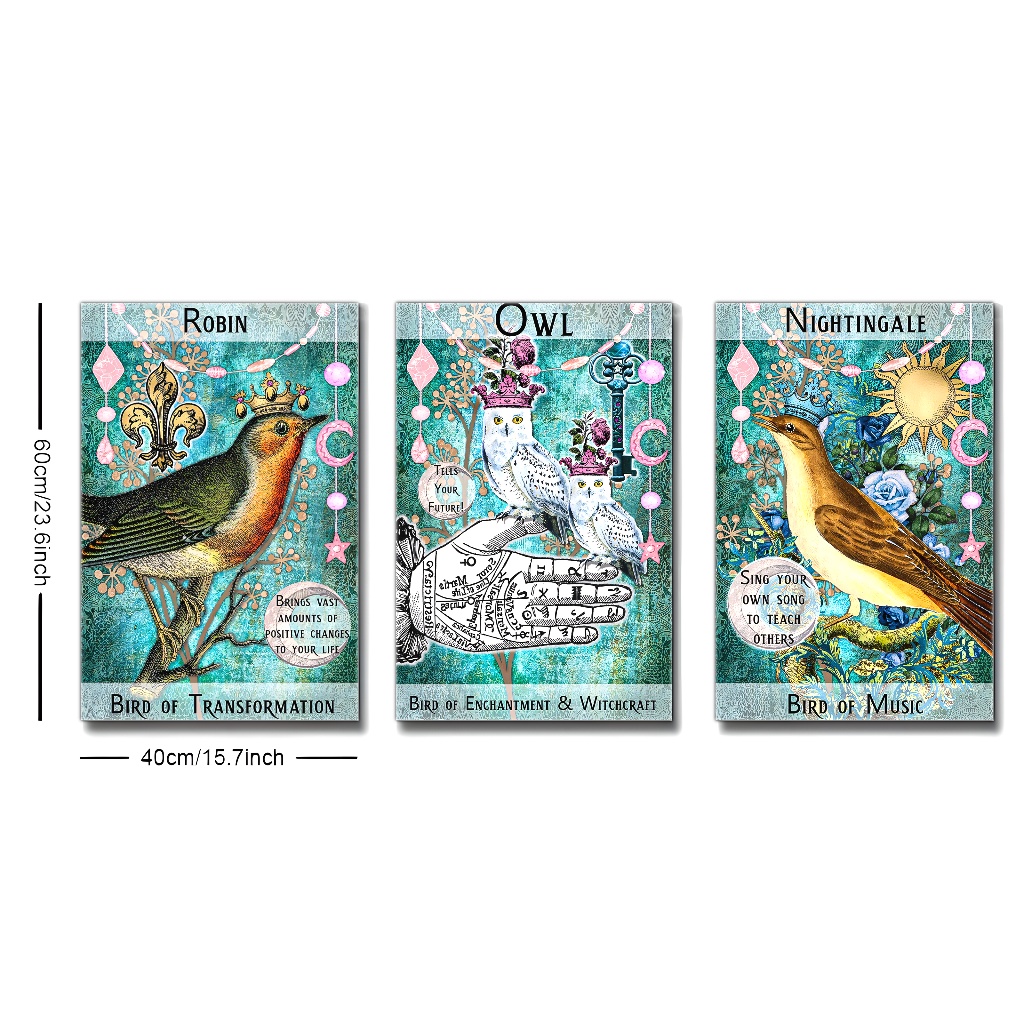 Robin
Brings vast
amounts of
positive changes
to your life
Bird of Transformation
Owl
Tells
Your
Future!
Bird of Enchantment & Witchcraft
Nightingale
Sing your
own song
to teach
others
Bird of Music
60cm/23.6inch
40cm/15.7inch